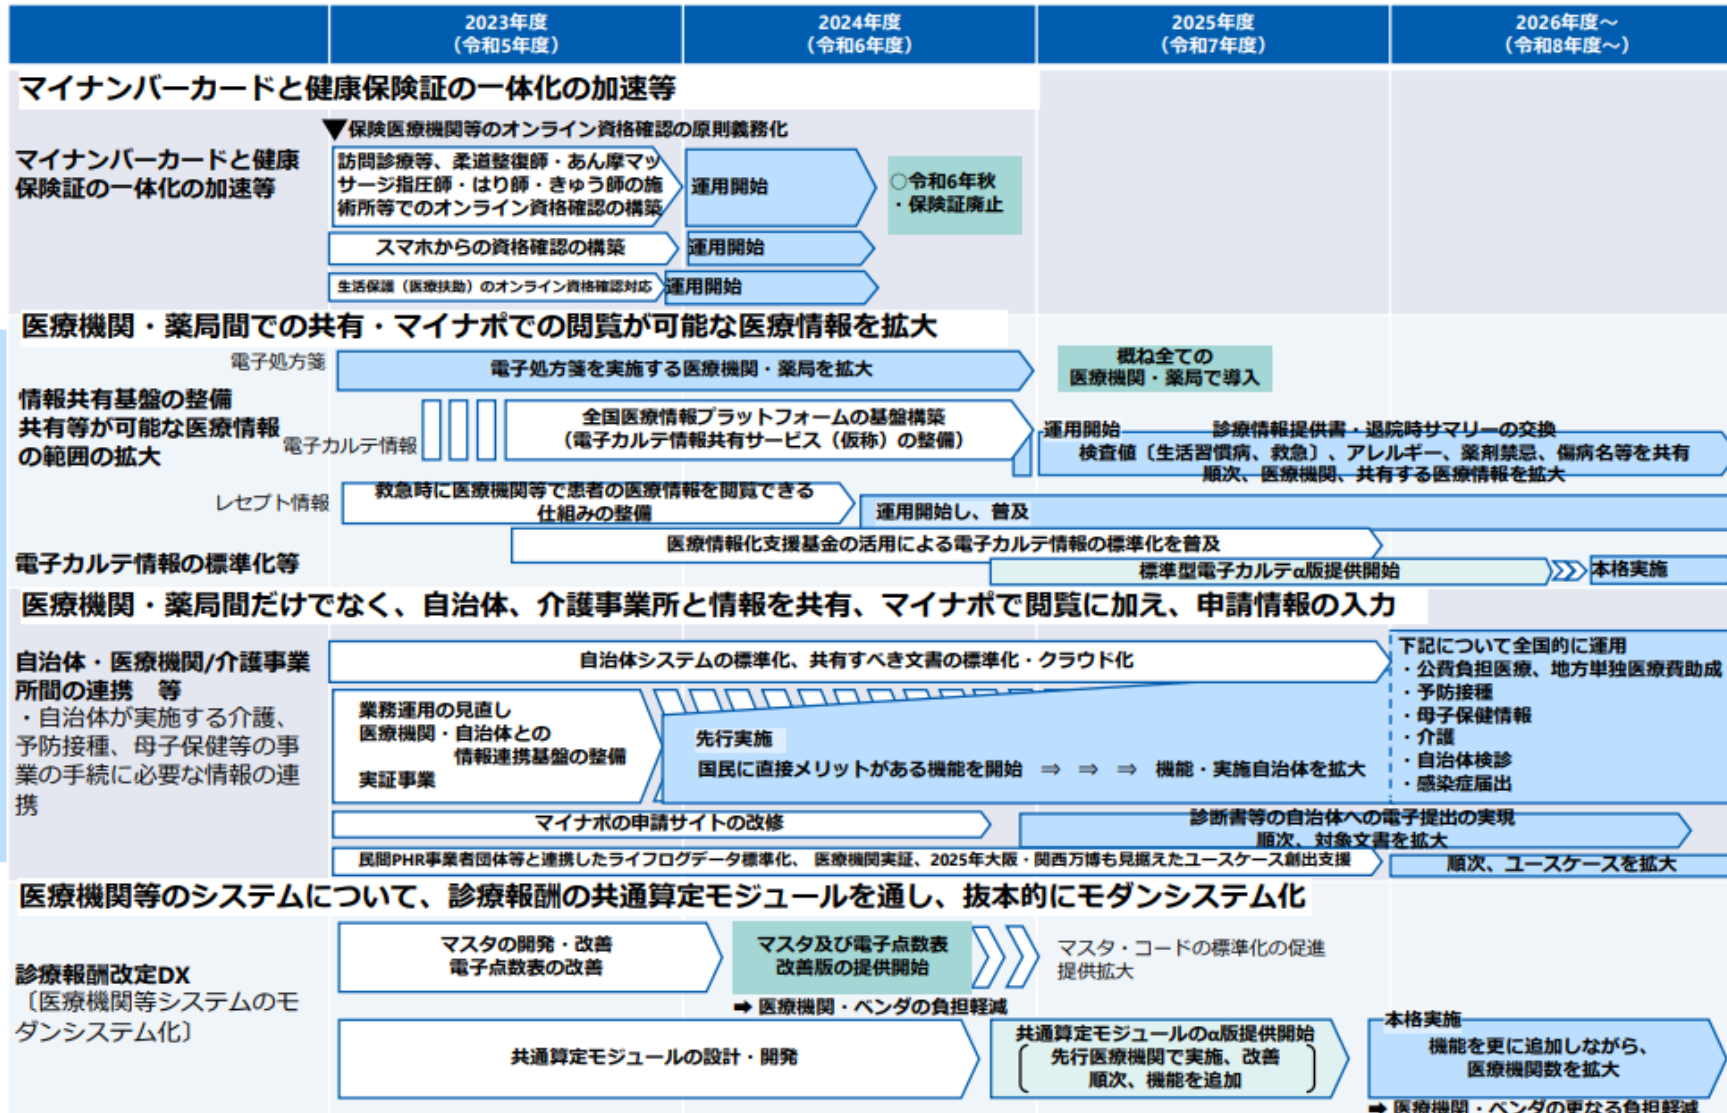 2023年度
（令和5年度）
2024年度
（令和6年度）
2025年度
（令和7年度）
2026年度～
（令和8年度～）
マイナンバーカードと健康保険証の一体化の加速等
▼保険医療機関等のオンライン資格確認の原則義務化
マイナンバーカードと健康
保険証の一体化の加速等
訪問診療等、柔道整復師・あん摩マッ
サージ指圧師・はり師・きゅう師の施
術所等でのオンライン資格確認の構築
運用開始
○令和6年秋
・保険証廃止
スマホからの資格確認の構築
運用開始
生活保護（医療扶助）のオンライン資格確認対応
運用開始
医療機関・薬局間での共有・マイナポでの閲覧が可能な医療情報を拡大
電子処方箋
電子処方箋を実施する医療機関・薬局を拡大
概ね全ての
医療機関・薬局で導入
情報共有基盤の整備
共有等が可能な医療情報
の範囲の拡大
電子カルテ情報
全国医療情報プラットフォームの基盤構築
（電子カルテ情報共有サービス（仮称）の整備）
運用開始
診療情報提供書・退院時サマリーの交換
検査値〔生活習慣病、救急〕、アレルギー、薬剤禁忌、傷病名等を共有
順次、医療機関、共有する医療情報を拡大
レセプト情報
救急時に医療機関等で患者の医療情報を閲覧できる
仕組みの整備
運用開始し、普及
医療情報化支援基金の活用による電子カルテ情報の標準化を普及
電子カルテ情報の標準化等
標準型電子カルテα版提供開始
本格実施
医療機関・薬局間だけでなく、自治体、介護事業所と情報を共有、マイナポで閲覧に加え、申請情報の入力
自治体・医療機関/介護事業
所間の連携 等
・自治体が実施する介護、
予防接種、母子保健等の事
業の手続に必要な情報の連
携
自治体システムの標準化、共有すべき文書の標準化・クラウド化
業務運用の見直し
医療機関・自治体との
情報連携基盤の整備
実証事業
先行実施
国民に直接メリットがある機能を開始 ⇒ ⇒ ⇒ 機能・実施自治体を拡大
下記について全国的に運用
・公費負担医療、地方単独医療費助成
・予防接種
・母子保健情報
・介護
・自治体検診
・感染症届出
マイナポの申請サイトの改修
診断書等の自治体への電子提出の実現
順次、対象文書を拡大
民間PHR事業者団体等と連携したライフログデータ標準化、 医療機関実証、2025年大阪・関西万博も見据えたユースケース創出支援
順次、ユースケースを拡大
医療機関等のシステムについて、診療報酬の共通算定モジュールを通し、抜本的にモダンシステム化
診療報酬改定DX
〔医療機関等システムのモ
ダンシステム化〕
マスタの開発・改善
電子点数表の改善
マスタ及び電子点数表
改善版の提供開始
マスタ・コードの標準化の促進
提供拡大
➡ 医療機関・ベンダの負担軽減
共通算定モジュールの設計・開発
共通算定モジュールのα版提供開始
先行医療機関で実施、改善
順次、機能を追加
本格実施
機能を更に追加しながら、
医療機関数を拡大
➡ 医療機関・ベンダの更なる負担軽減